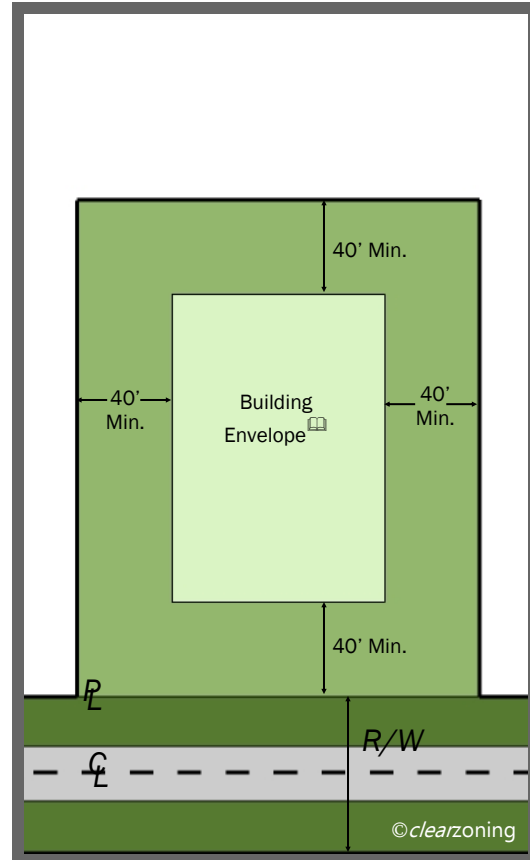 40' Min.
40'
Min.
Building
Envelope
40'
Min.
40' Min.
PL
R/W
CL
©clearzoning